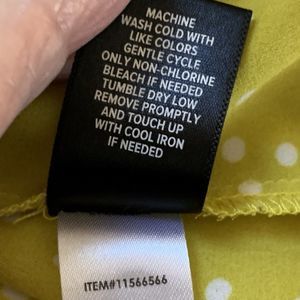 MACHINE
WASH COLD WITH
LIKE COLORS
GENTLE CYCLE
ONLY NON-CHLORINE
BLEACH IF NEEDED
TUMBLE DRY LOW
REMOVE PROMPTLY
AND TOUCH UP
WITH COOL IRON
IF NEEDED
ITEM#11566566